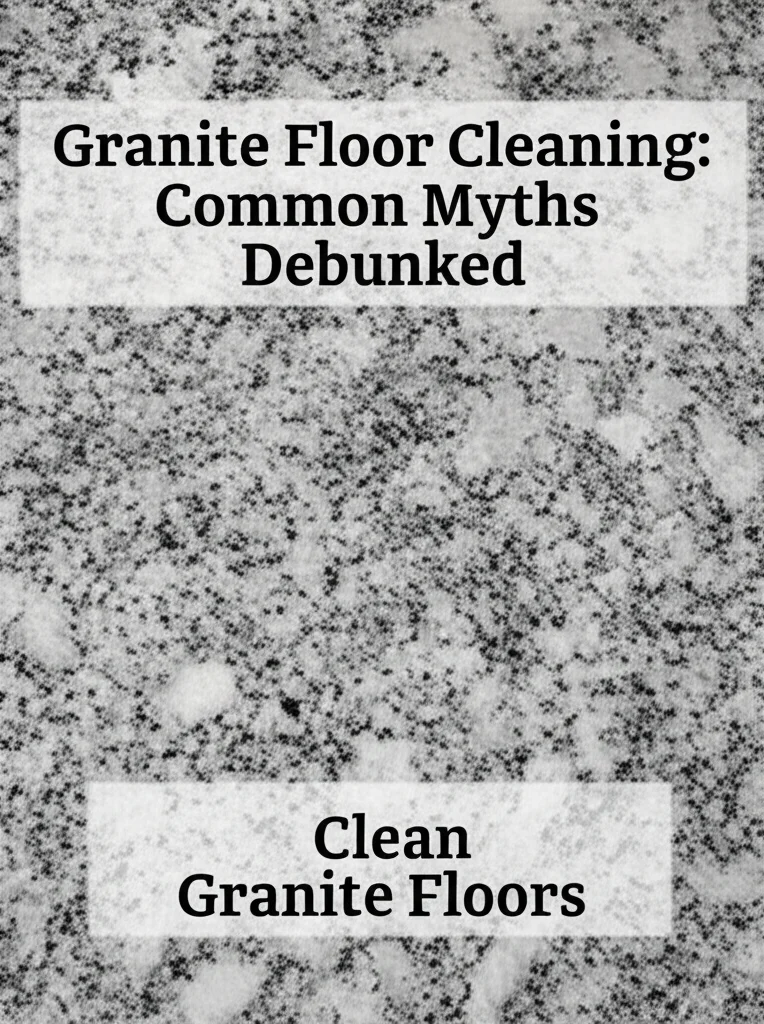 Granite Floor Cleaning:
Common Myths
Debunked
Clean
Granite Floors